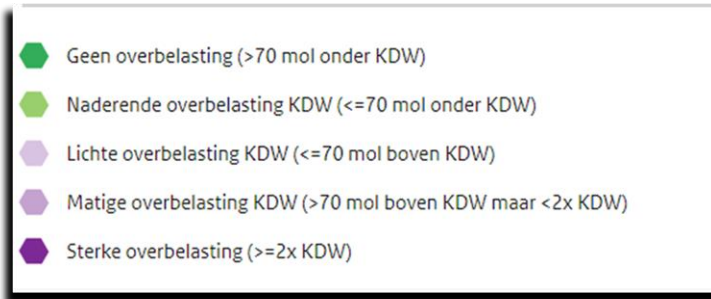 Geen overbelasting (>70 mol onder KDW)
Naderende overbelasting KDW (<=70 mol onder KDW)
Lichte overbelasting KDW (<=70 mol boven KDW)
Matige overbelasting KDW (>70 mol boven KDW maar <2x KDW)
Sterke overbelasting (>=2x KDW)